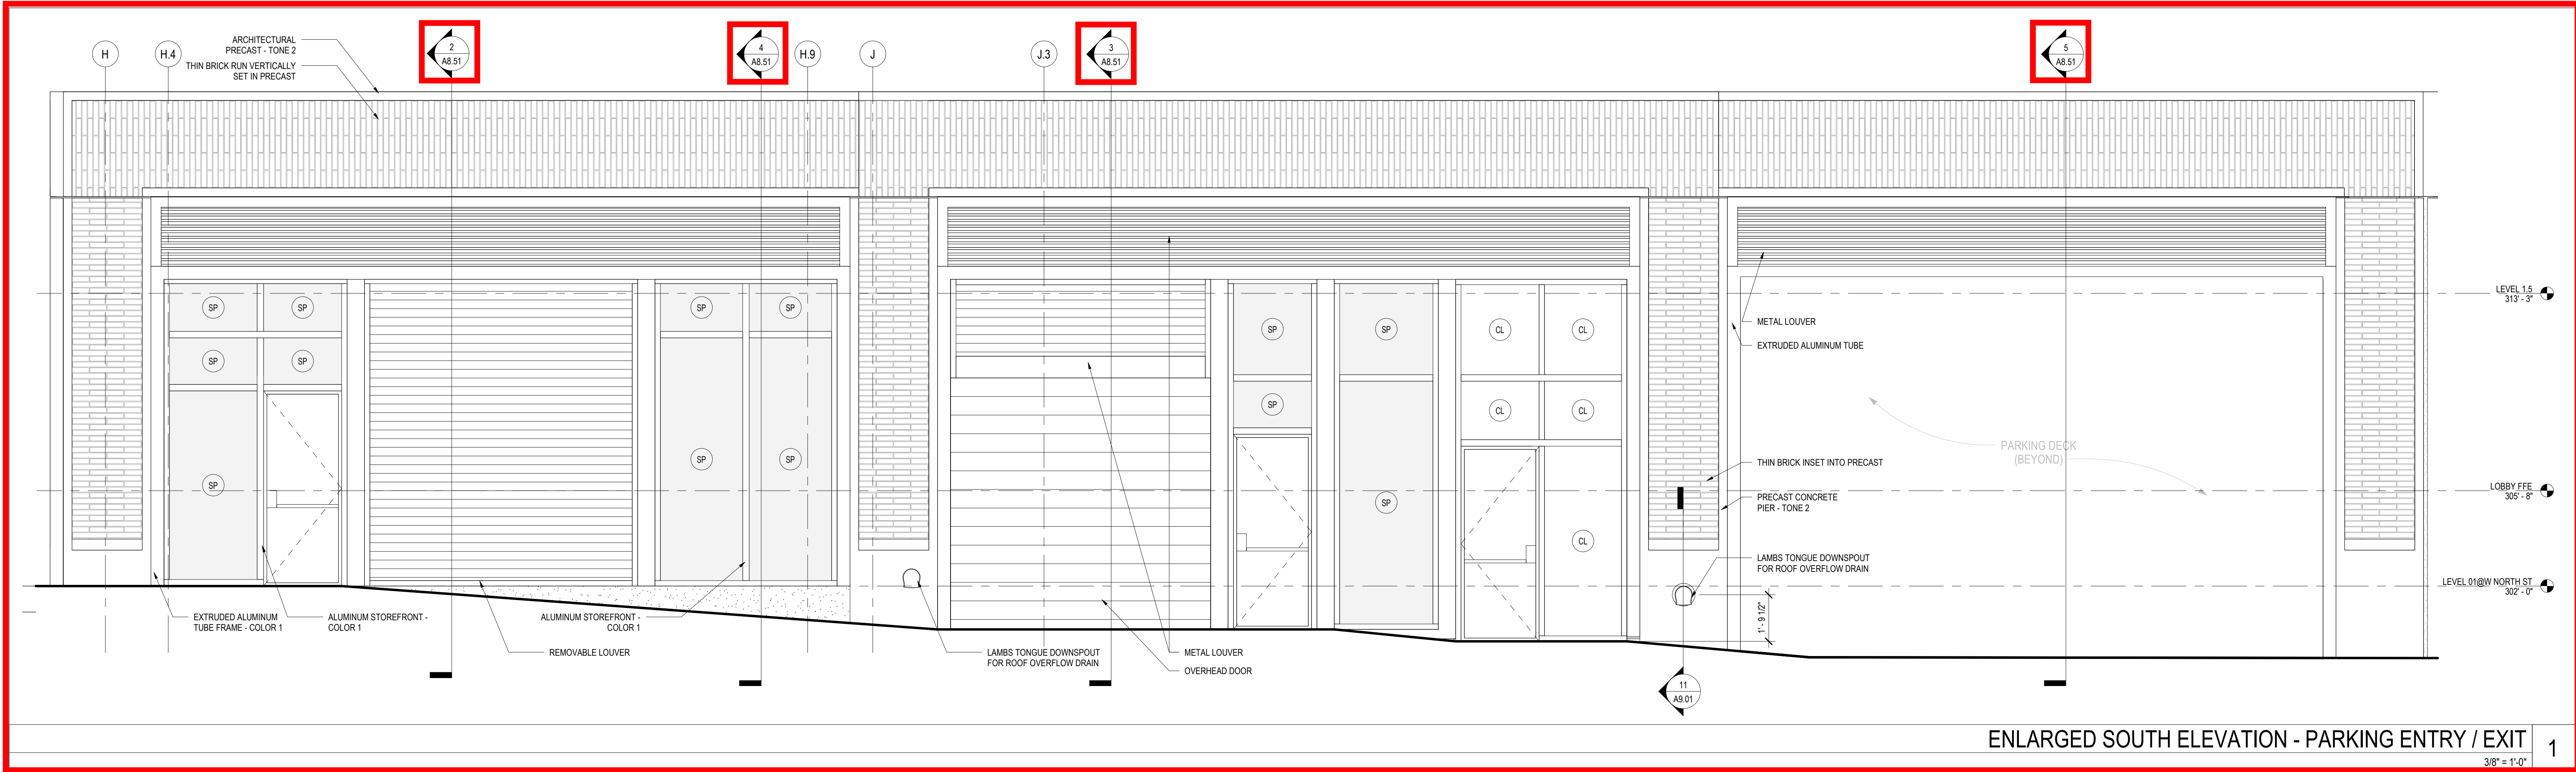 ARCHITECTURAL
PRECAST - TONE 2
THIN BRICK RUN VERTICALLY
SET IN PRECAST
H
H.4
2
A8.51
4
A8.51
H.9
J
J.3
3
A8.51
5
A8.51
SP
SP
SP
SP
SP
SP
SP
SP
SP
SP
SP
SP
SP
CL
CL
CL
CL
CL
METAL LOUVER
EXTRUDED ALUMINUM TUBE
PARKING DECK
(BEYOND)
THIN BRICK INSET INTO PRECAST
PRECAST CONCRETE
PIER - TONE 2
LAMBS TONGUE DOWNSPOUT
FOR ROOF OVERFLOW DRAIN
LEVEL 1.5
313' - 3"
LOBBY FFE
305' - 8"
LEVEL 01@W NORTH ST
302' - 0"
1' - 9 1/2"
EXTRUDED ALUMINUM
TUBE FRAME - COLOR 1
ALUMINUM STOREFRONT -
COLOR 1
ALUMINUM STOREFRONT -
COLOR 1
REMOVABLE LOUVER
LAMBS TONGUE DOWNSPOUT
FOR ROOF OVERFLOW DRAIN
METAL LOUVER
OVERHEAD DOOR
11
A9.01
ENLARGED SOUTH ELEVATION - PARKING ENTRY / EXIT
1
3/8" = 1'-0"